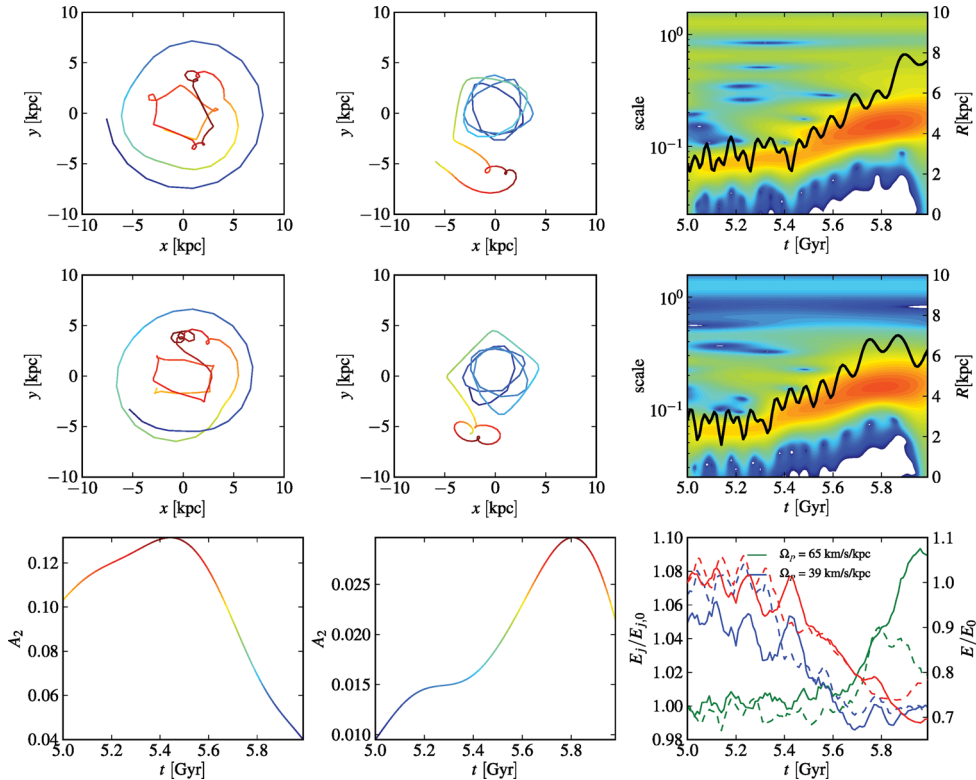 10
5
0
−5
−10
y [kpc]
−10 −5 0 5 10
x [kpc]
10
5
0
−5
−10
y [kpc]
−10 −5 0 5 10
x [kpc]
10⁰
10⁻¹
scale
10
8
6
4
2
0
R[kpc]
5.0 5.2 5.4 5.6 5.8
t [Gyr]
10
5
0
−5
−10
y [kpc]
−10 −5 0 5 10
x [kpc]
10
5
0
−5
−10
y [kpc]
−10 −5 0 5 10
x [kpc]
10⁰
10⁻¹
scale
10
8
6
4
2
0
R[kpc]
5.0 5.2 5.4 5.6 5.8
t [Gyr]
0.12
0.10
0.08
0.06
0.04
A₂
5.0 5.2 5.4 5.6 5.8
t [Gyr]
0.025
0.020
0.015
0.010
A₂
5.0 5.2 5.4 5.6 5.8
t [Gyr]
1.10
1.08
1.06
1.04
1.02
1.00
0.98
E_j/E_{j,0}
Ω_p = 65 km/s/kpc
Ω_p = 39 km/s/kpc
1.1
1.0
0.9
0.8
0.7
E/E₀
5.0 5.2 5.4 5.6 5.8
t [Gyr]